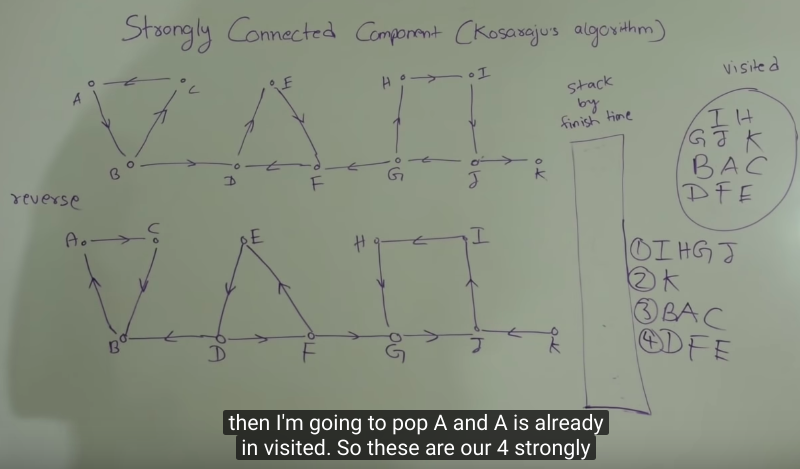 Strongly Connected Component (Kosaraju's algorithm)
A C E H I
B D F G J K
stack
by
finish time
visited
I H
G J K
B A C
D F E
reverse
A C E H I
B D F G J K
① I H G J
② K
③ B A C
④ D F E
then I'm going to pop A and A is already
in visited. So these are our 4 strongly